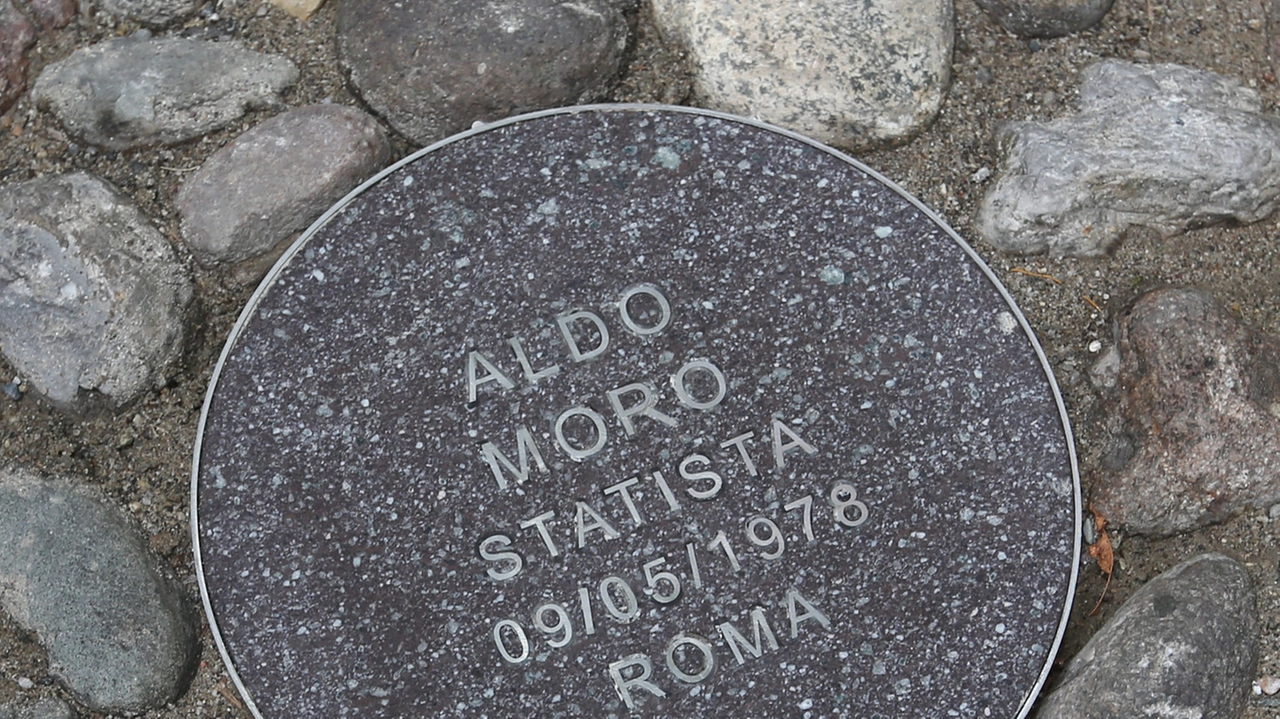 ALDO
MORO
STATISTA
09/05/1978
ROMA